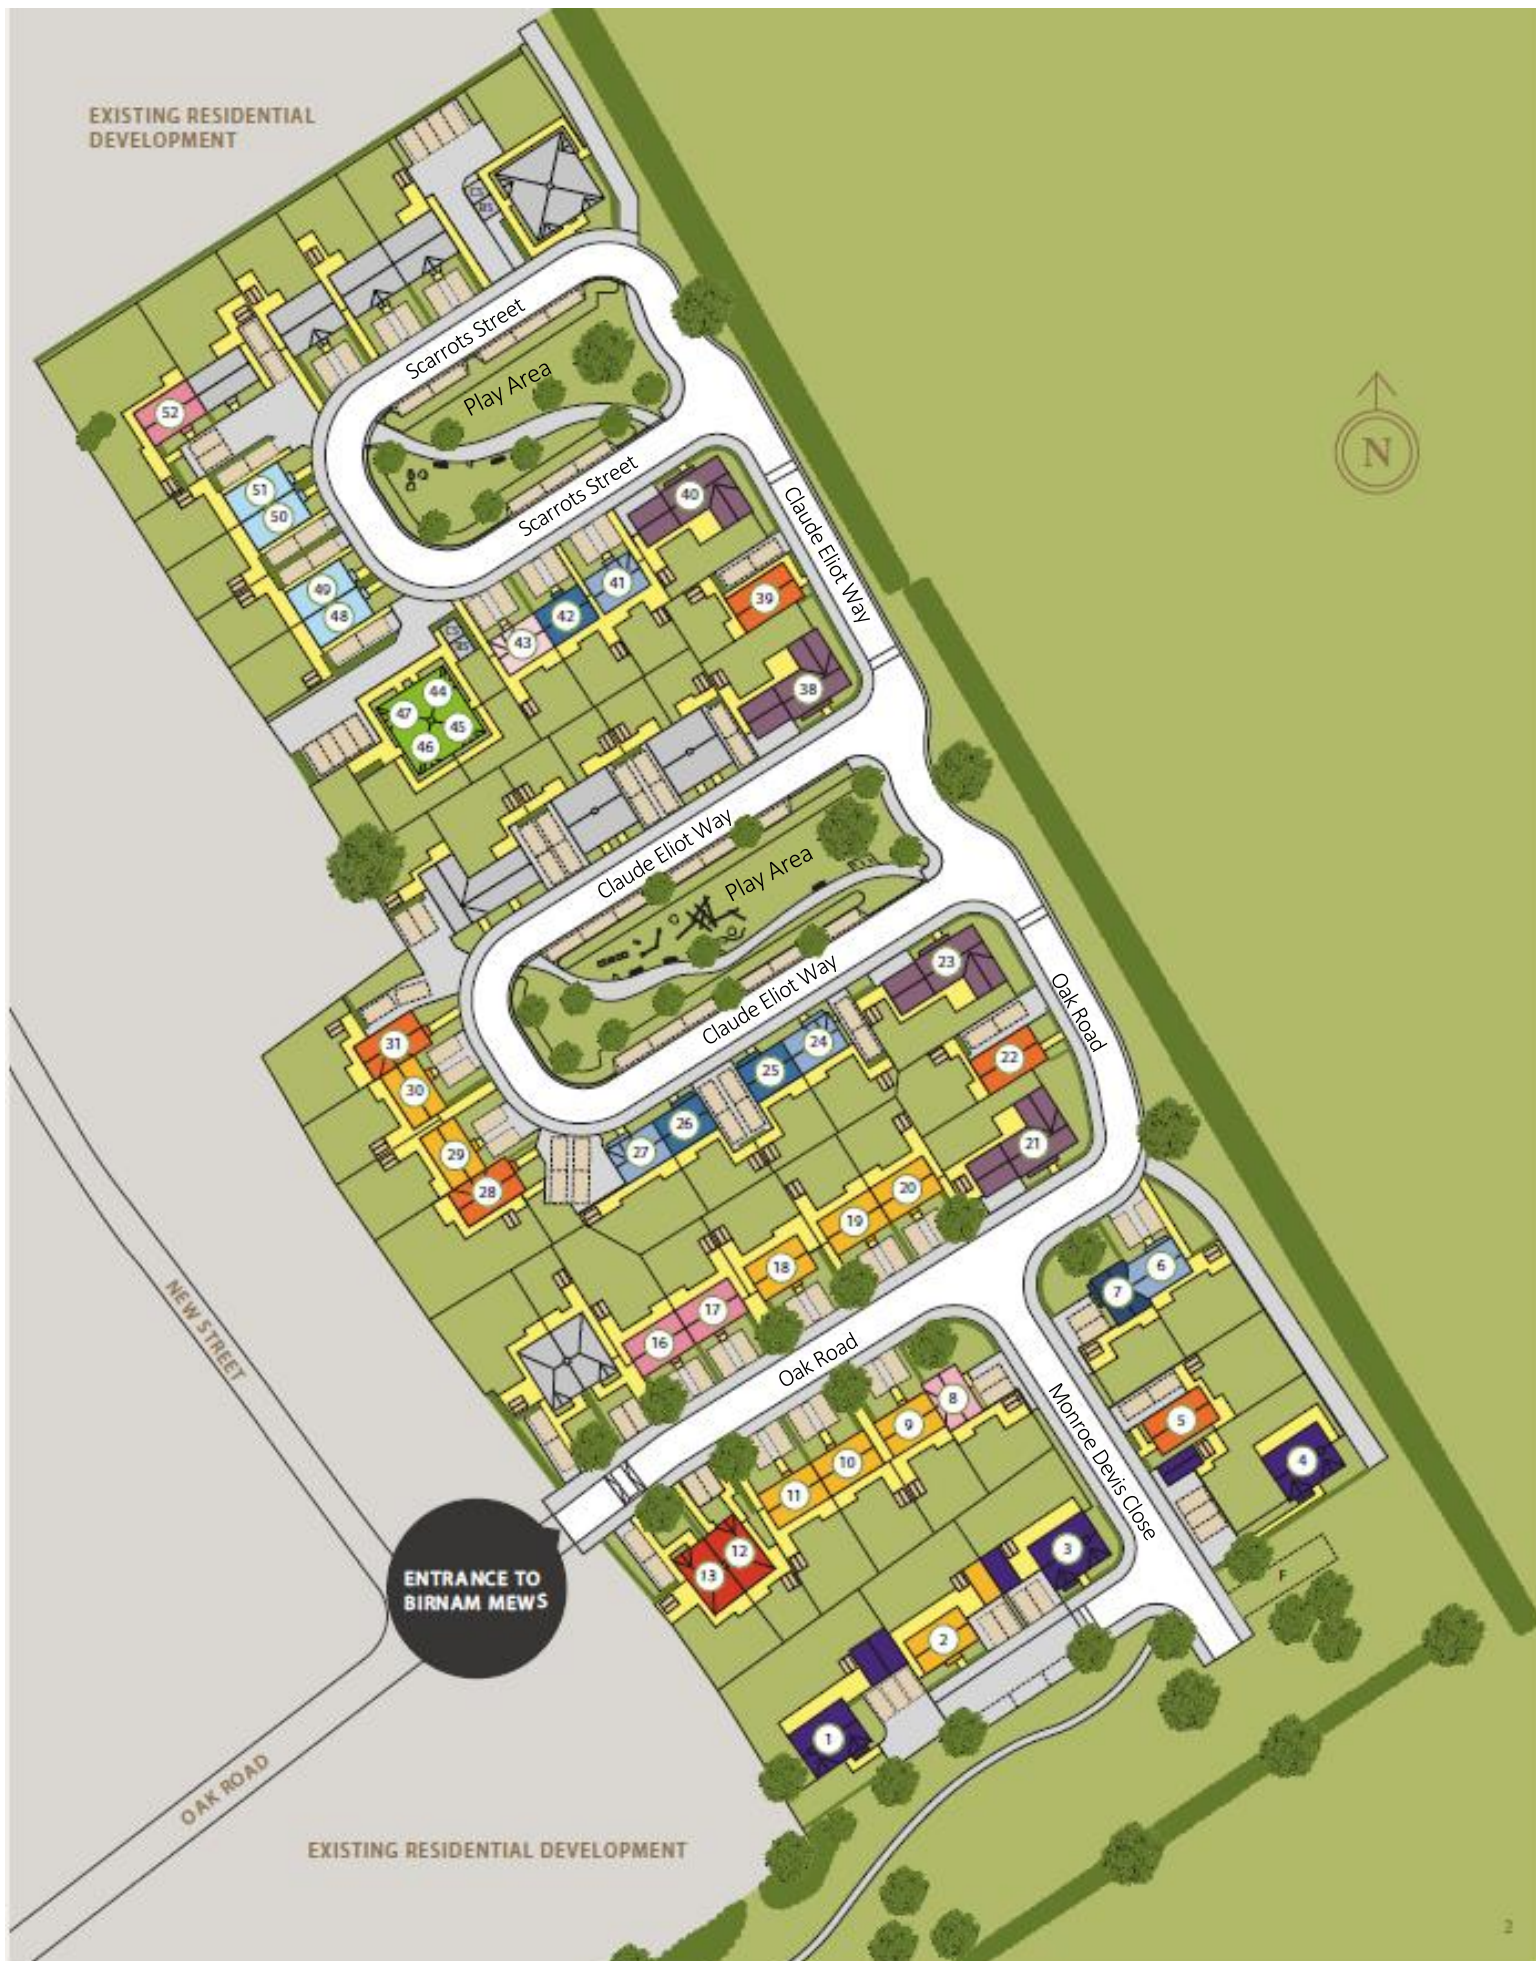 EXISTING RESIDENTIAL
DEVELOPMENT
Scarrots Street
Play Area
52
51
50
Scarrots Street
40
N
Claude Eliot Way
49
48
41
42
39
43
44
47
45
46
38
Claude Eliot Way
Play Area
23
Claude Eliot Way
Oak Road
31
24
22
25
30
26
27
29
21
28
20
19
18
6
7
17
16
Oak Road
8
Monroe Devis Close
9
5
10
4
11
12
13
3
F
2
1
NEW STREET
ENTRANCE TO
BIRNAM MEWS
OAK ROAD
EXISTING RESIDENTIAL DEVELOPMENT
2